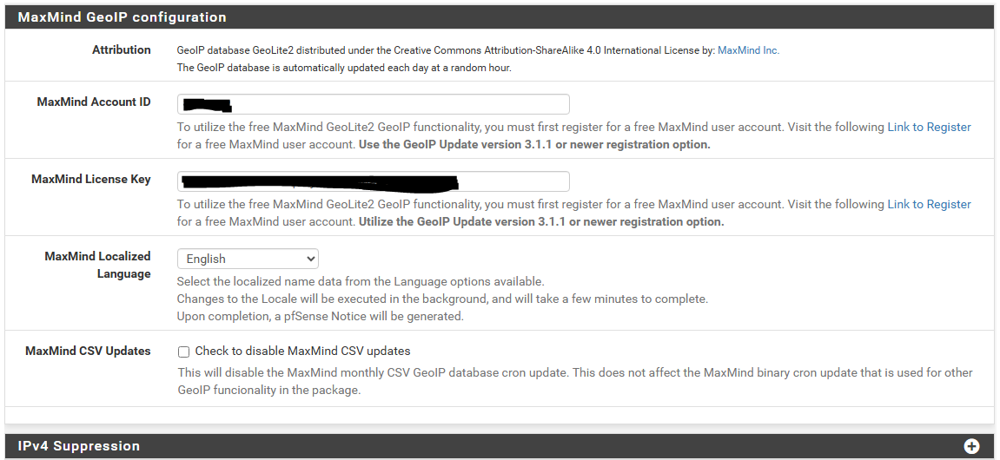 MaxMind GeoIP configuration
Attribution
GeoIP database GeoLite2 distributed under the Creative Commons Attribution-ShareAlike 4.0 International License by: MaxMind Inc.
The GeoIP database is automatically updated each day at a random hour.
MaxMind Account ID
To utilize the free MaxMind GeoLite2 GeoIP functionality, you must first register for a free MaxMind user account. Visit the following Link to Register
for a free MaxMind user account. Use the GeoIP Update version 3.1.1 or newer registration option.
MaxMind License Key
To utilize the free MaxMind GeoLite2 GeoIP functionality, you must first register for a free MaxMind user account. Visit the following Link to Register
for a free MaxMind user account. Utilize the GeoIP Update version 3.1.1 or newer registration option.
MaxMind Localized
Language
English
Select the localized name data from the Language options available.
Changes to the Locale will be executed in the background, and will take a few minutes to complete.
Upon completion, a pfSense Notice will be generated.
MaxMind CSV Updates
Check to disable MaxMind CSV updates
This will disable the MaxMind monthly CSV GeoIP database cron update. This does not affect the MaxMind binary cron update that is used for other
GeoIP funcionality in the package.
IPv4 Suppression